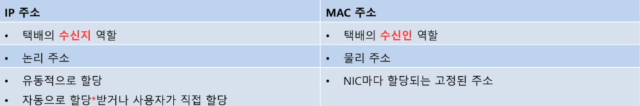 IP 주소
MAC 주소
• 택배의 수신지 역할
• 택배의 수신인 역할
• 논리 주소
• 물리 주소
• 유동적으로 할당
• 자동으로 할당*받거나 사용자가 직접 할당
• NIC마다 할당되는 고정된 주소